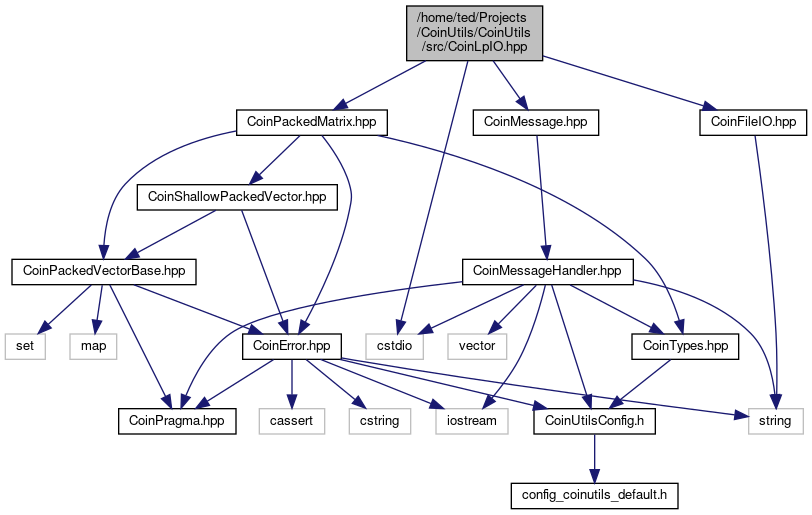 /home/ted/Projects
/CoinUtils/CoinUtils
/src/CoinLpIO.hpp
CoinPackedMatrix.hpp
CoinMessage.hpp
CoinFileIO.hpp
CoinShallowPackedVector.hpp
CoinPackedVectorBase.hpp
CoinMessageHandler.hpp
set
map
CoinError.hpp
cstdio
vector
CoinTypes.hpp
CoinPragma.hpp
cassert
cstring
iostream
CoinUtilsConfig.h
string
config_coinutils_default.h